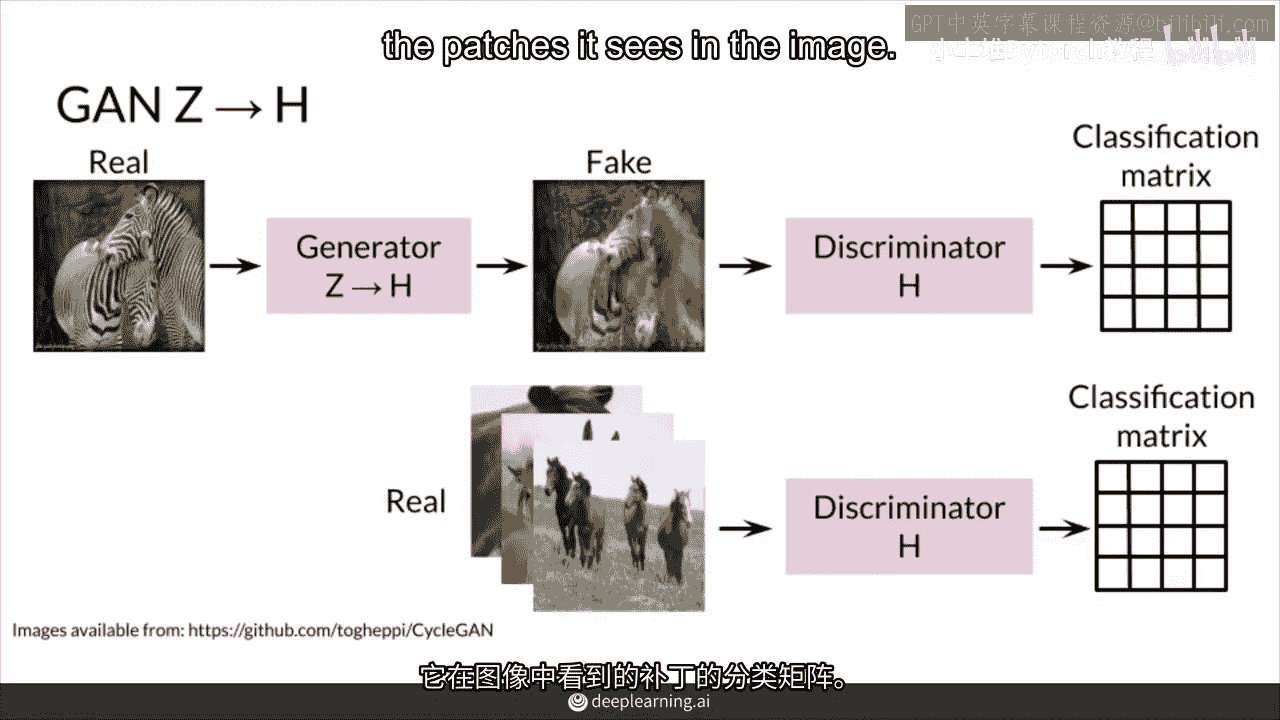 GPT中英字幕课程资源@bilibili.com
the patches it sees in the image.
小土堆Pytorch教程 bilibili
GAN Z → H
Real
Fake
Classification
matrix
Generator
Z → H
Discriminator
H
Classification
matrix
Real
Discriminator
H
Images available from: https://github.com/togheppi/CycleGAN
它在图像中看到的补丁的分类矩阵。
deeplearning.ai